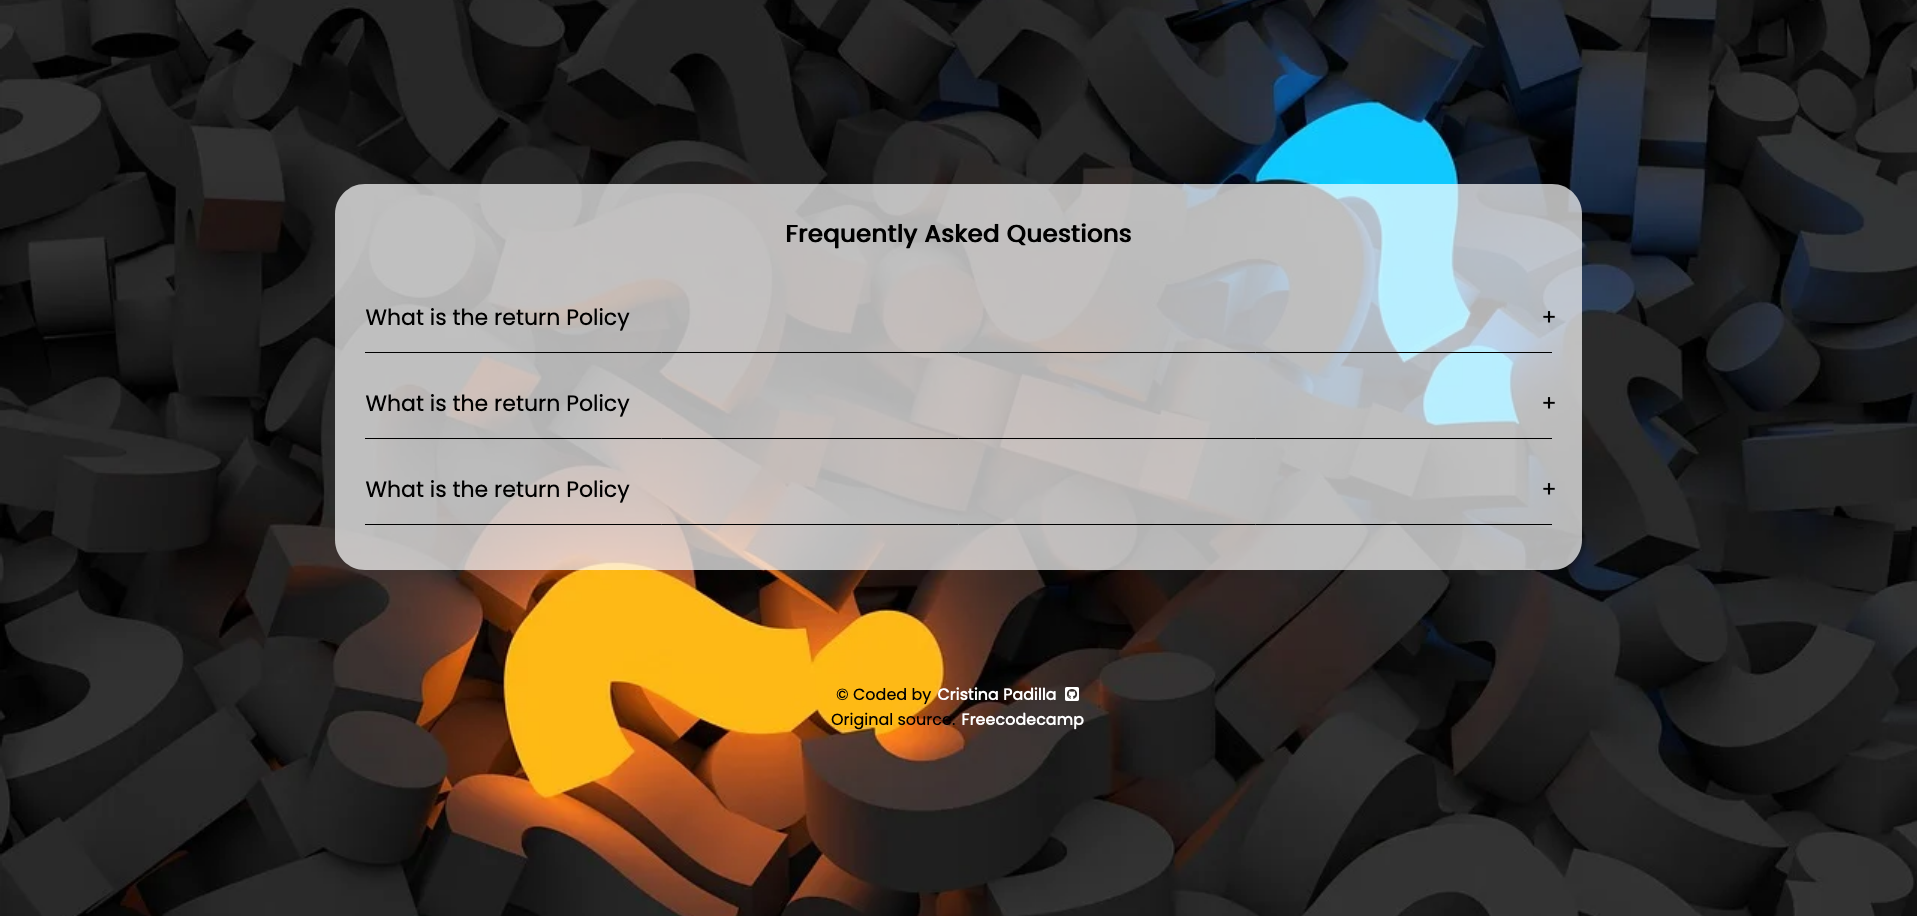 Frequently Asked Questions
What is the return Policy +
What is the return Policy +
What is the return Policy +
© Coded by Cristina Padilla
Original source. Freecodecamp